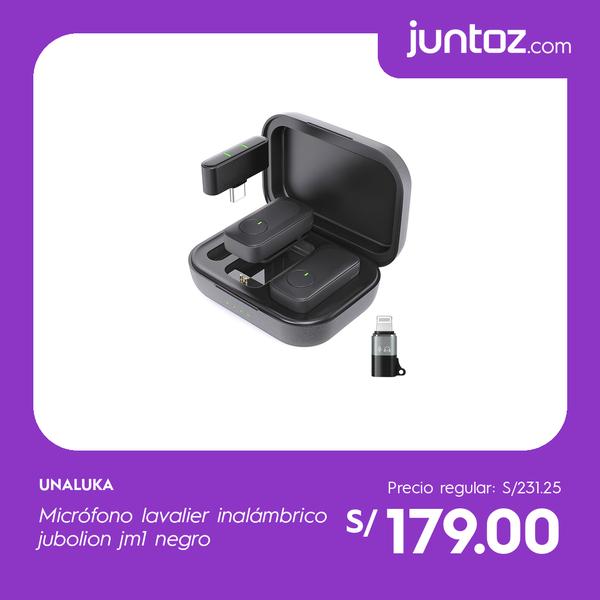 juntoz.com
UNALUKA
Micrófono lavalier inalámbrico
jubolion jm1 negro
Precio regular: S/231.25
S/179.00